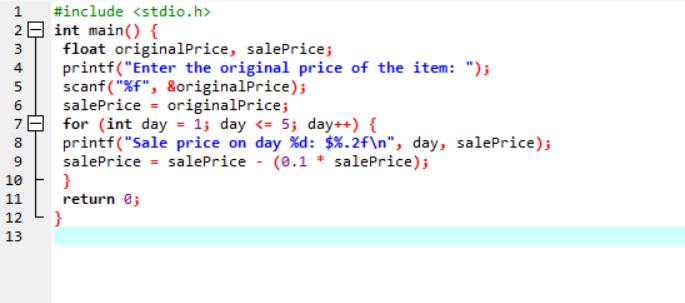 1 #include <stdio.h>
2 int main() {
3 float originalPrice, salePrice;
4 printf("Enter the original price of the item: ");
5 scanf("%f", &originalPrice);
6 salePrice = originalPrice;
7 for (int day = 1; day <= 5; day++) {
8 printf("Sale price on day %d: $%.2f\n", day, salePrice);
9 salePrice = salePrice - (0.1 * salePrice);
10 }
11 return 0;
12 }
13